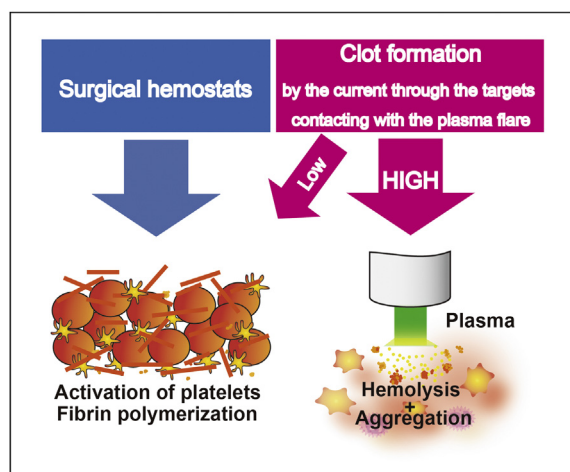 Surgical hemostats
Clot formation
by the current through the targets
contacting with the plasma flare
Low
HIGH
Plasma
Activation of platelets
Fibrin polymerization
Hemolysis
+
Aggregation